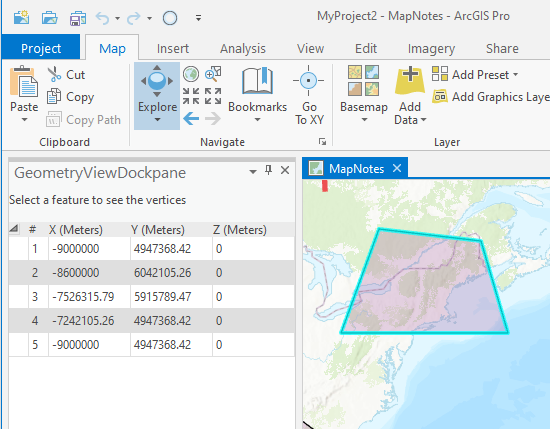 MyProject2 - MapNotes - ArcGIS Pro
Project Map Insert Analysis View Edit Imagery Share
Paste Cut Copy Copy Path
Explore Bookmarks Go To XY
Basemap Add Data Add Preset Add Graphics Laye
Clipboard Navigate Layer
GeometryViewDockpane
MapNotes
Select a feature to see the vertices
# X (Meters) Y (Meters) Z (Meters)
1 -9000000 4947368.42 0
2 -8600000 6042105.26 0
3 -7526315.79 5915789.47 0
4 -7242105.26 4947368.42 0
5 -9000000 4947368.42 0